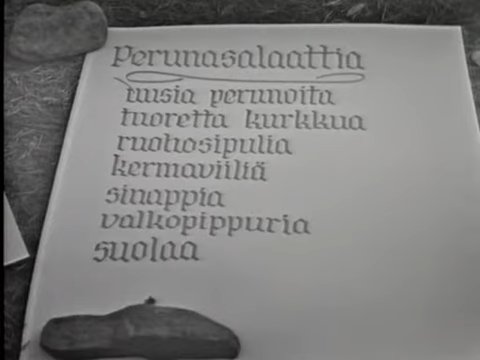 Perunasalaattia
uusia perunoita
tuoretta kurkkua
ruohosipulia
kermaviiliä
sinappia
valkopippuria
suolaa